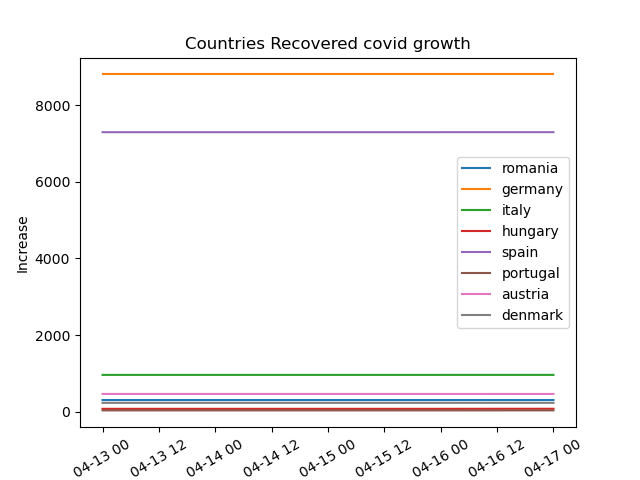 Countries Recovered covid growth
Increase
8000
6000
4000
2000
0
romania
germany
italy
hungary
spain
portugal
austria
denmark
04-13 00
04-13 12
04-14 00
04-14 12
04-15 00
04-15 12
04-16 00
04-16 12
04-17 00